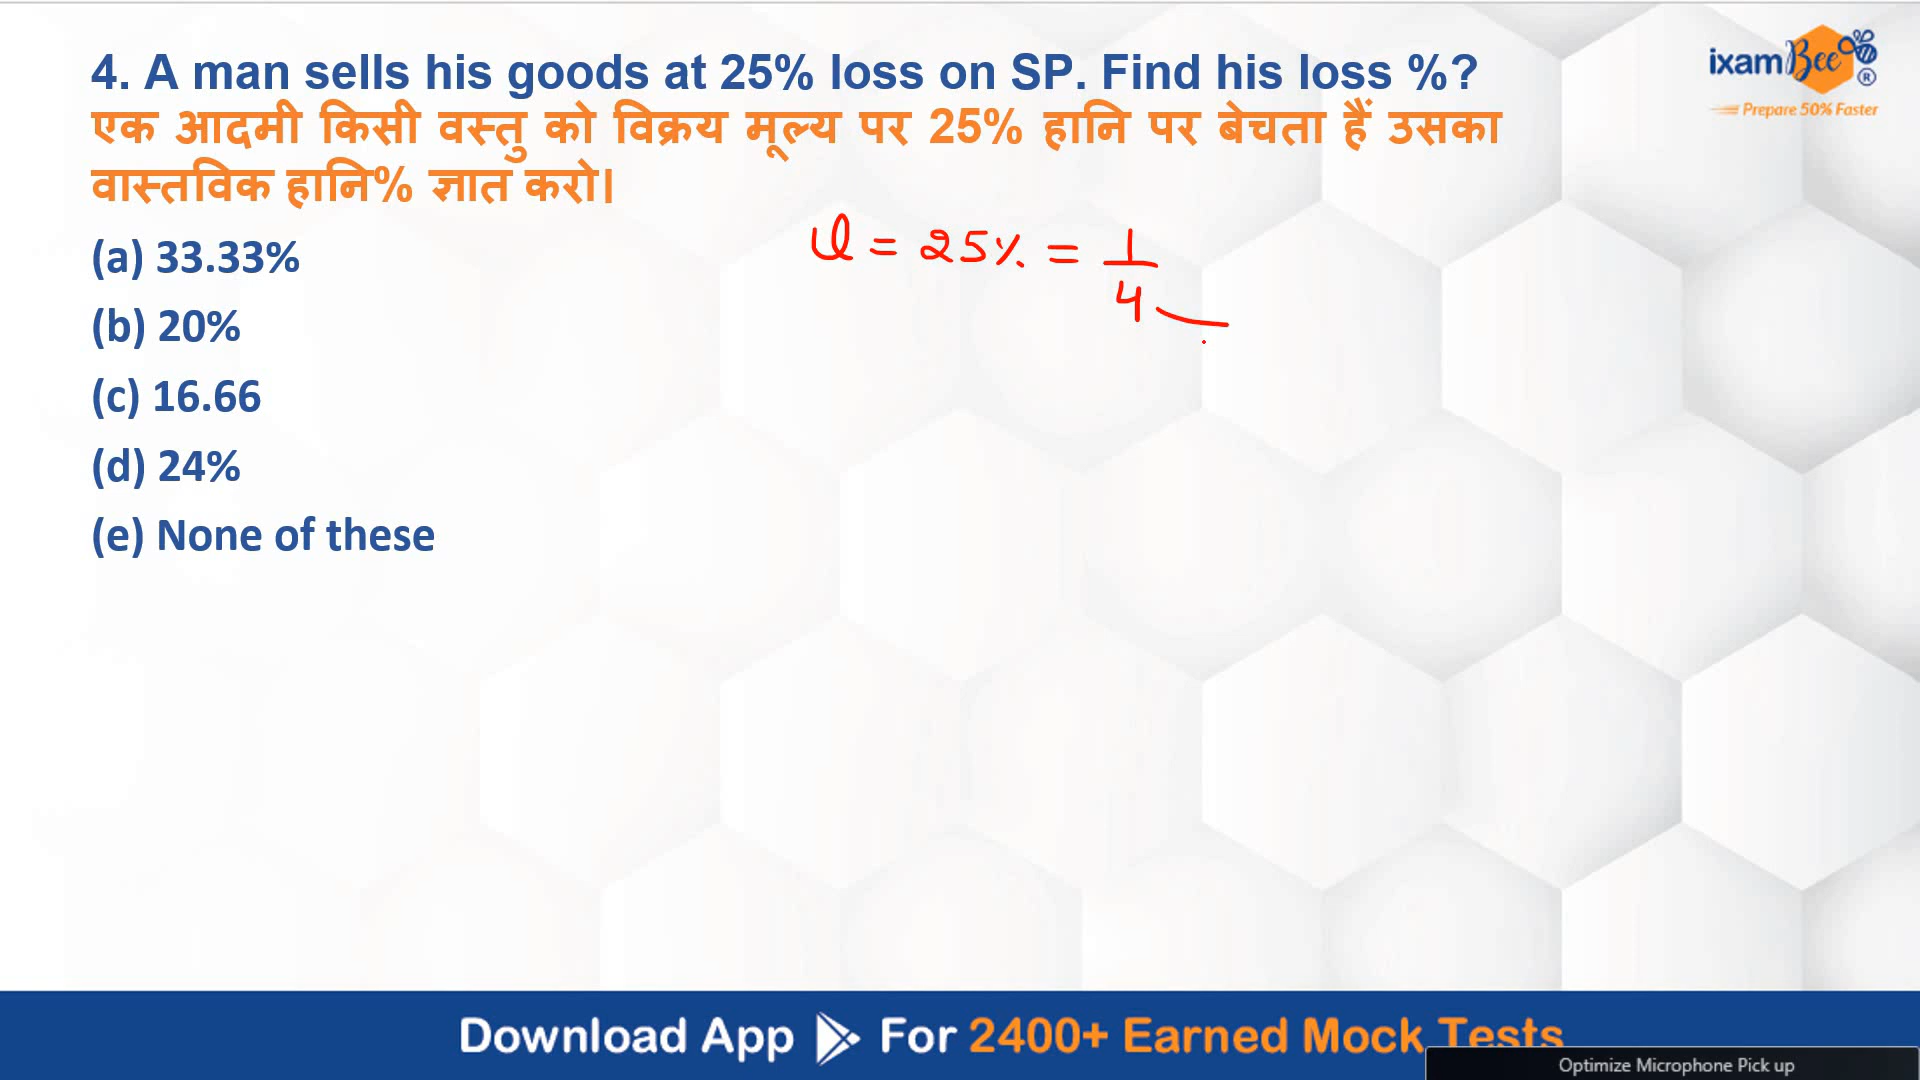 4. A man sells his goods at 25% loss on SP. Find his loss %?
एक आदमी किसी वस्तु को विक्रय मूल्य पर 25% हानि पर बेचता हैं उसका
वास्तविक हानि% ज्ञात करो।
(a) 33.33%
(b) 20%
(c) 16.66
(d) 24%
(e) None of these
l = 25% = 1/4
ixamBee®
Prepare 50% Faster
Download App For 2400+ Earned Mock Tests
Optimize Microphone Pick up